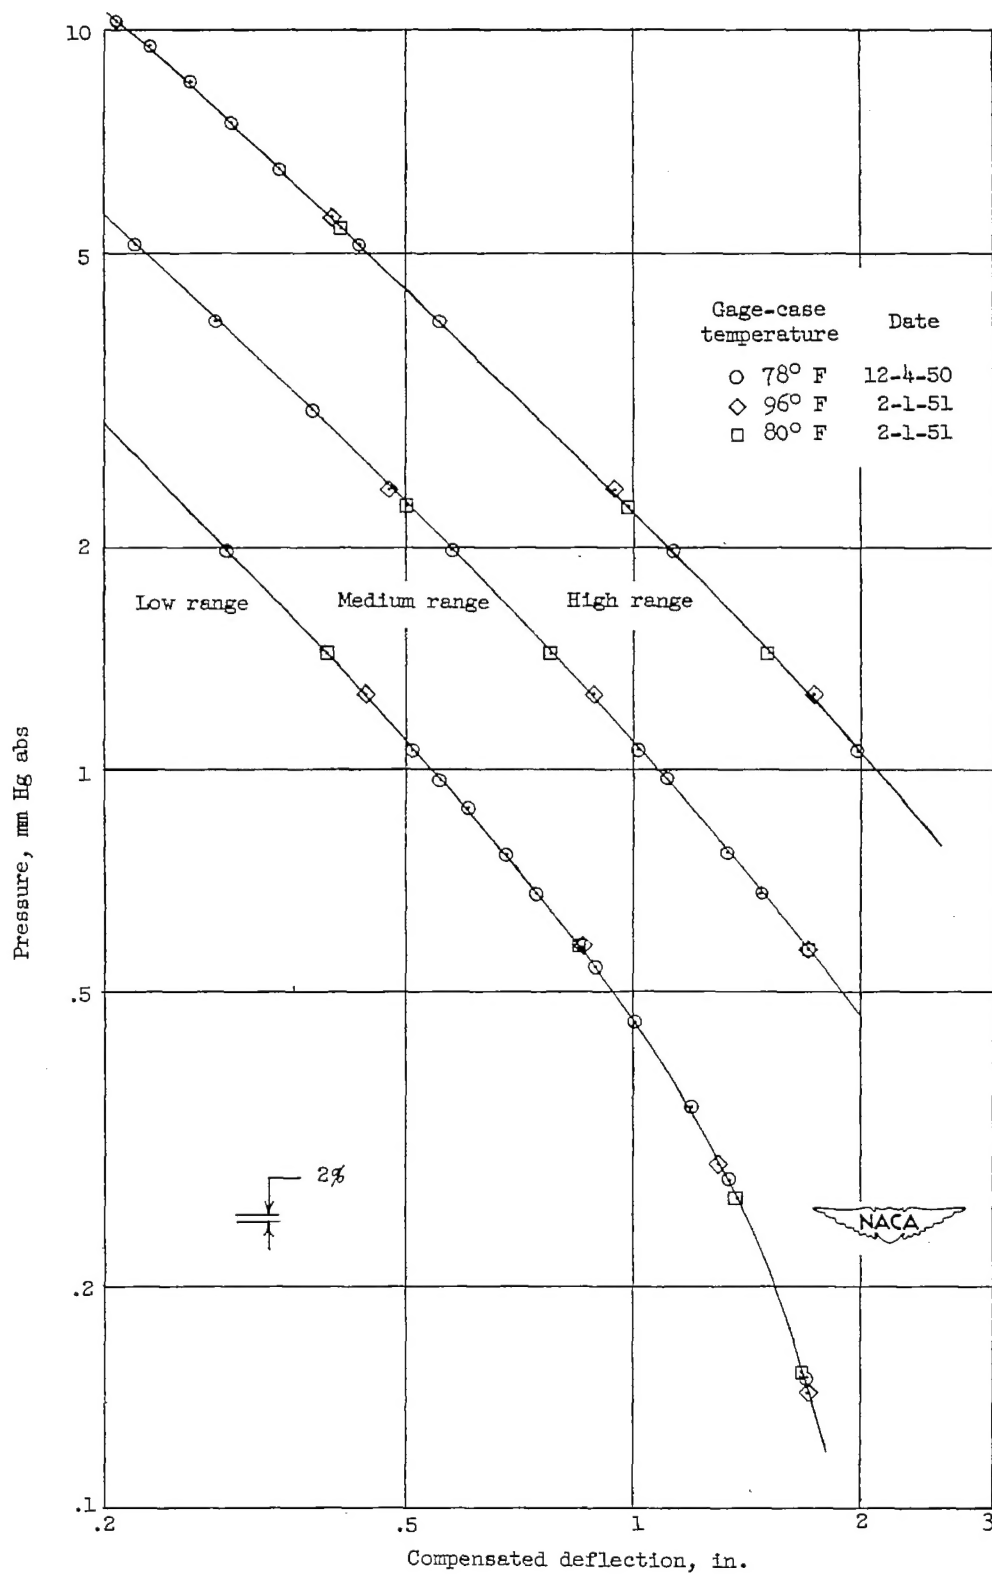 10
5
2
1
.5
.2
.1
Pressure, mm Hg abs
Gage-case
temperature Date
78° F 12-4-50
96° F 2-1-51
80° F 2-1-51
Low range Medium range High range
2%
NACA
.2 .5 1 2 3
Compensated deflection, in.